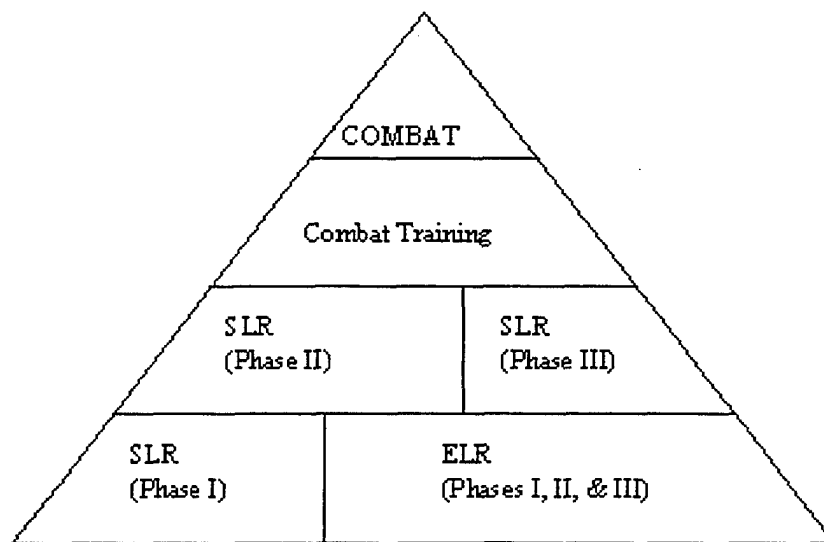 COMBAT
Combat Training
SLR
(Phase II)
SLR
(Phase III)
SLR
(Phase I)
ELR
(Phases I, II, & III)